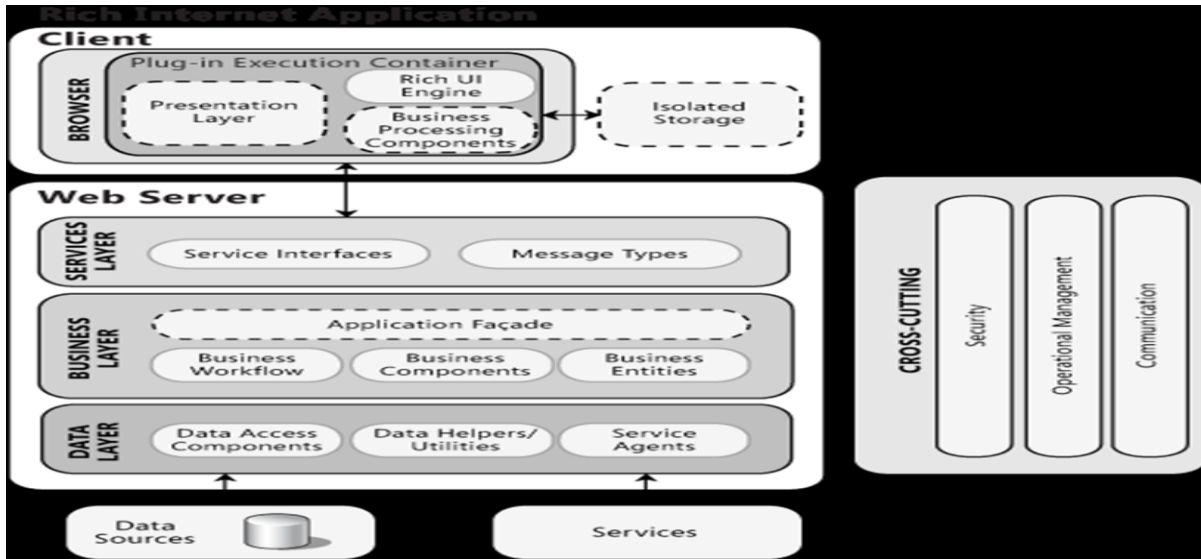 Rich Internet Application
Client
Plug-in Execution Container
BROWSER
Presentation
Layer
Rich UI
Engine
Business
Processing
Components
Isolated
Storage
Web Server
SERVICES
LAYER
Service Interfaces
Message Types
BUSINESS
LAYER
Application Façade
Business
Workflow
Business
Components
Business
Entities
DATA
LAYER
Data Access
Components
Data Helpers/
Utilities
Service
Agents
Data
Sources
Services
CROSS-CUTTING
Security
Operational Management
Communication